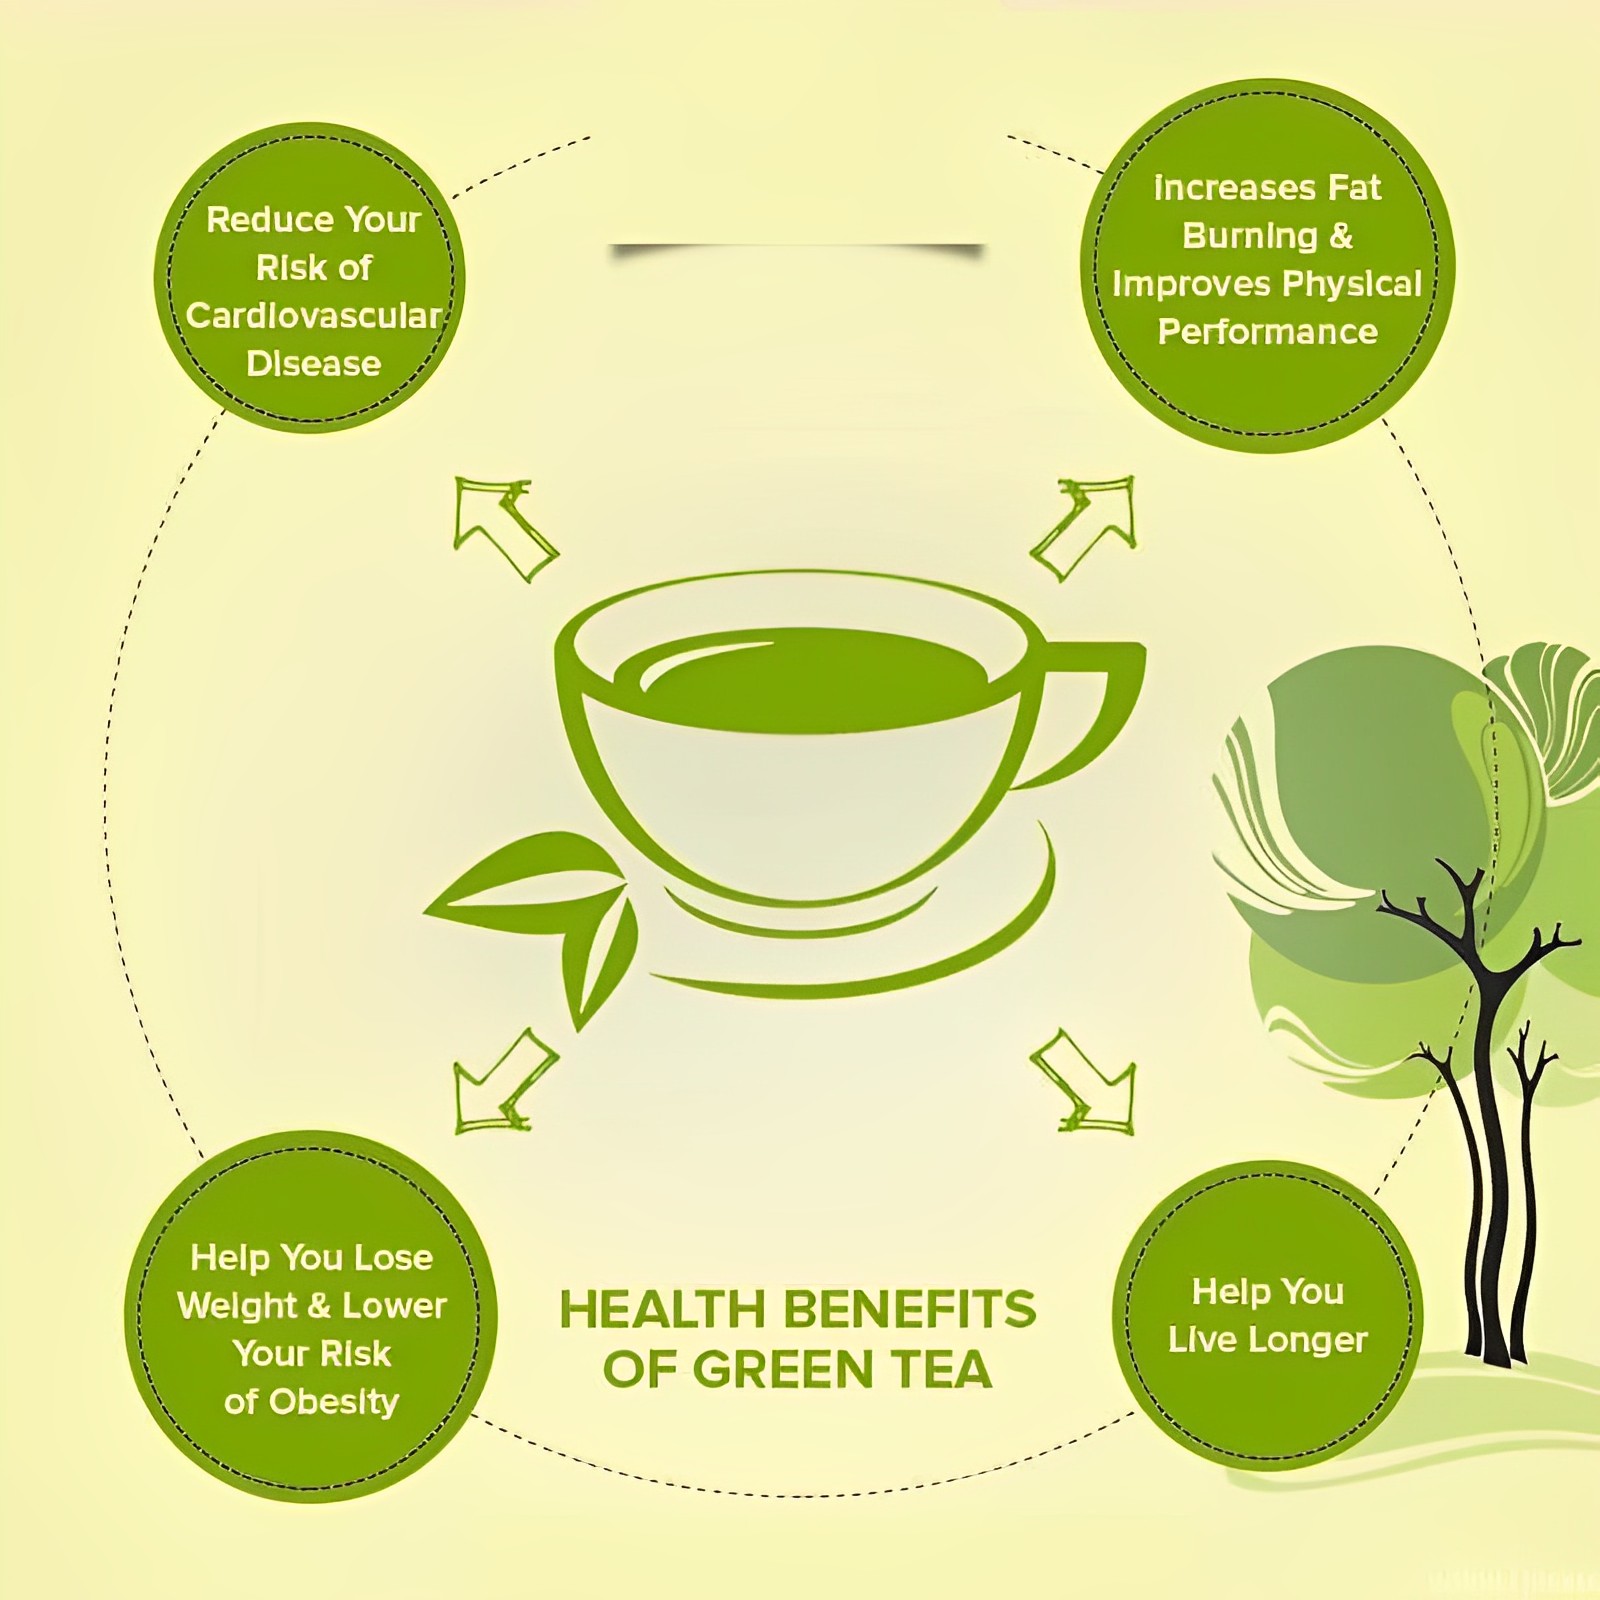 Reduce Your
Risk of
Cardiovascular
Disease
Increases Fat
Burning &
Improves Physical
Performance
Help You Lose
Weight & Lower
Your Risk
of Obesity
HEALTH BENEFITS
OF GREEN TEA
Help You
Live Longer